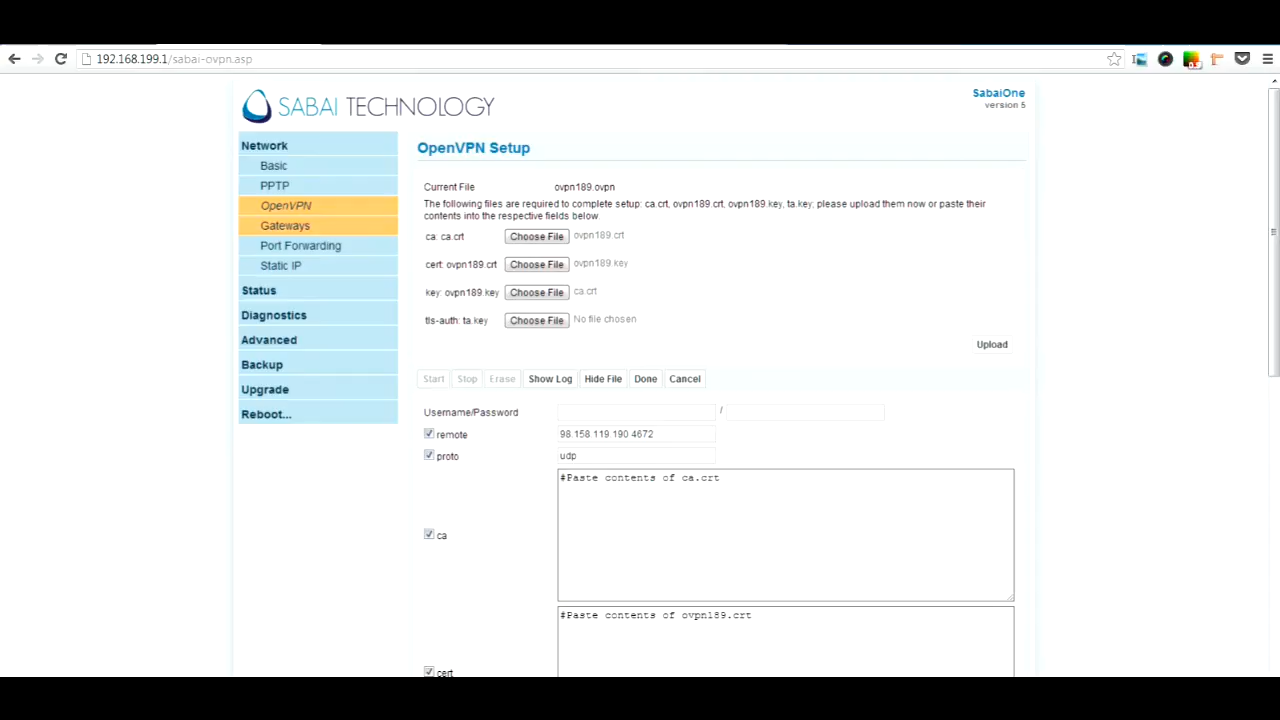 192.168.199.1/sabai-ovpn.asp
SABAI TECHNOLOGY
SabaiOne
version 5
Network
Basic
PPTP
OpenVPN
Gateways
Port Forwarding
Static IP
Status
Diagnostics
Advanced
Backup
Upgrade
Reboot...
OpenVPN Setup
Current File ovpn189.ovpn
The following files are required to complete setup: ca.crt, ovpn189.crt, ovpn189.key, ta.key; please upload them now or paste their
contents into the respective fields below.
ca: ca.crt Choose File ovpn189.crt
cert: ovpn189.crt Choose File ovpn189.key
key: ovpn189.key Choose File ca.crt
tls-auth: ta.key Choose File No file chosen
Upload
Start Stop Erase Show Log Hide File Done Cancel
Username/Password /
remote 98.158.119.190 4672
proto udp
#Paste contents of ca.crt
ca
#Paste contents of ovpn189.crt
cert